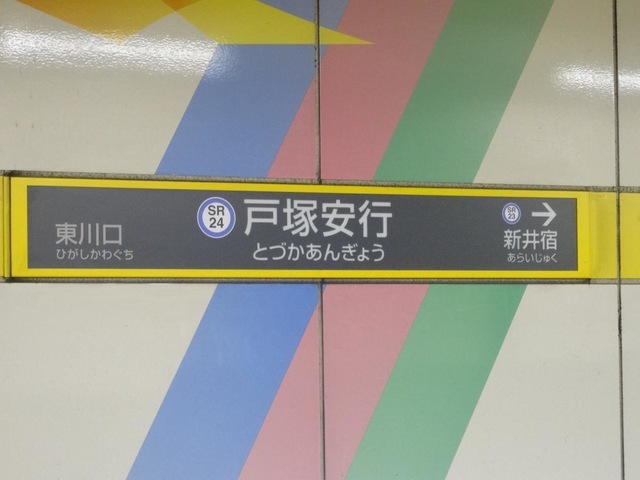 東川口
ひがしかわぐち
SR
24
戸塚安行
とづかあんぎょう
SR
23
→
新井宿
あらいじゅく